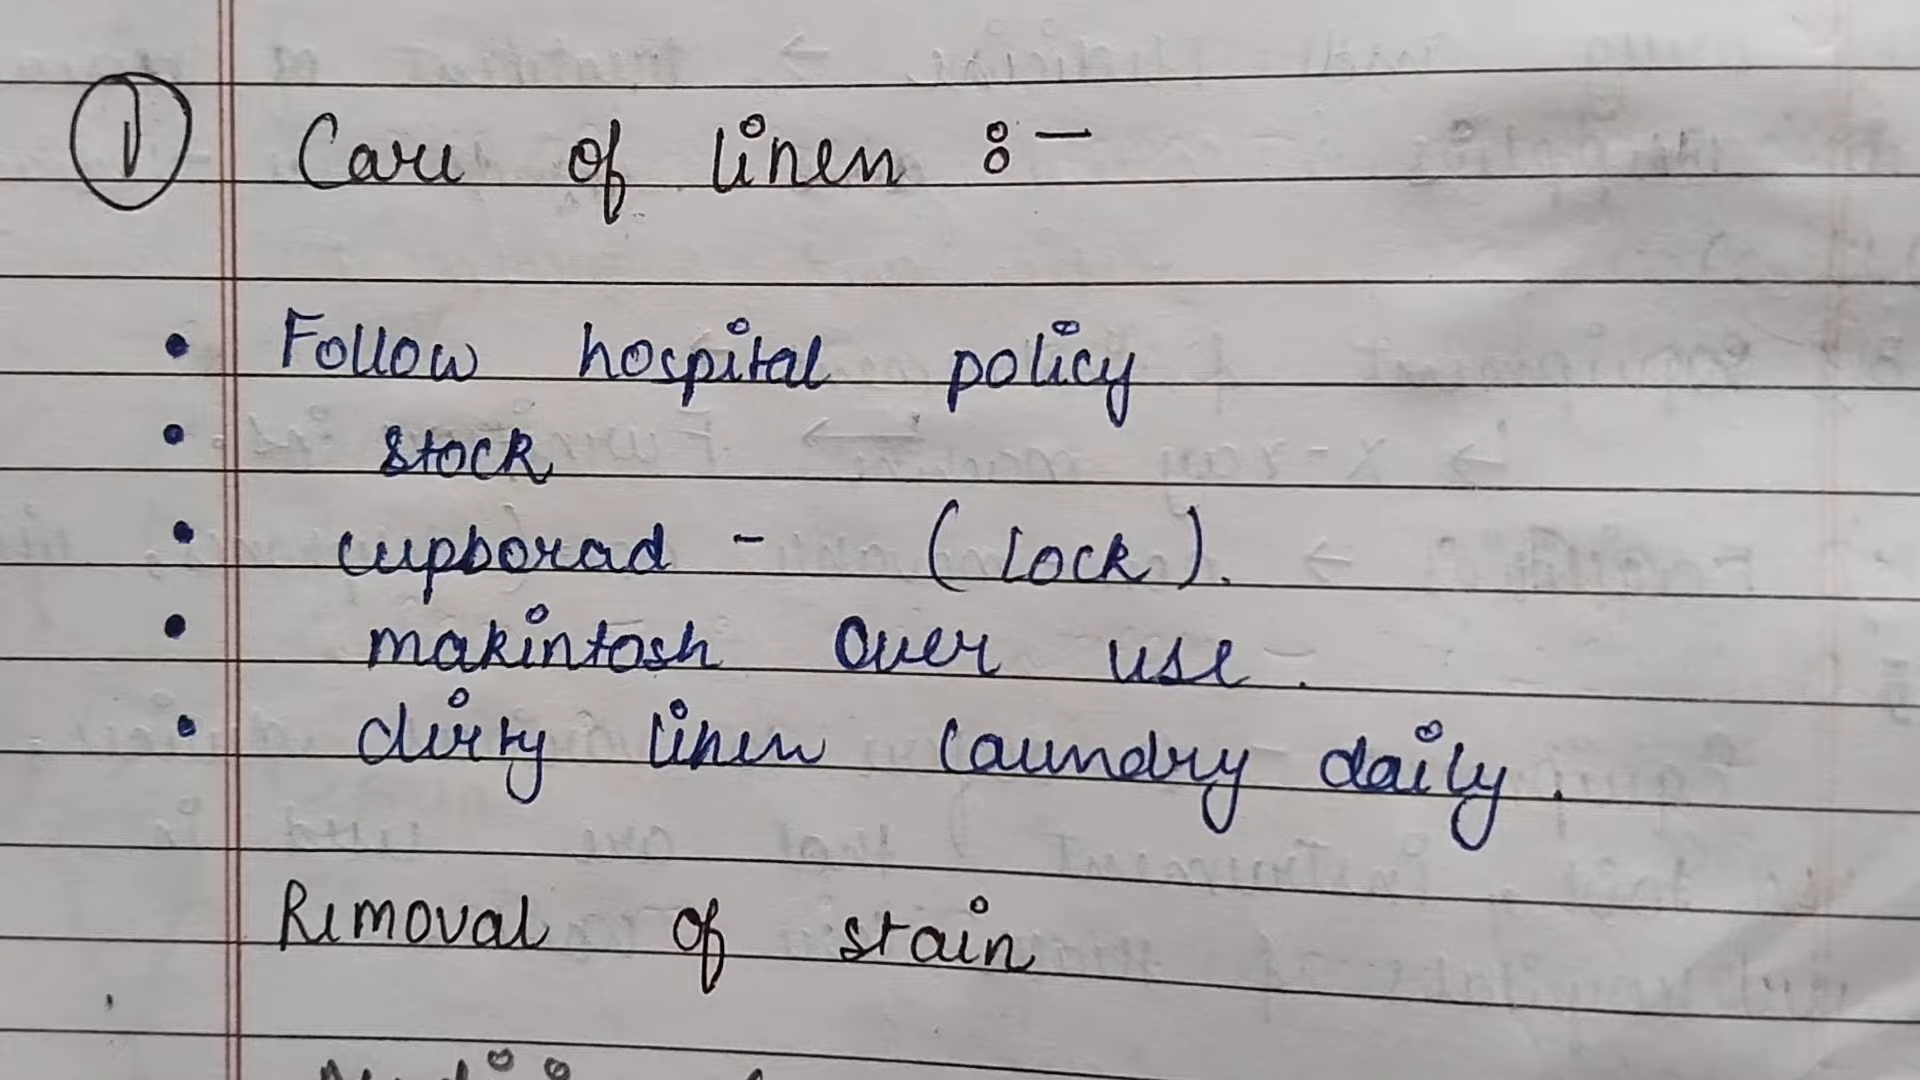 ① Care of linen :-
• Follow hospital policy
• stock
• cupborad - (Lock).
• makintosh over use.
• dirty linen laundry daily.
Removal of stain